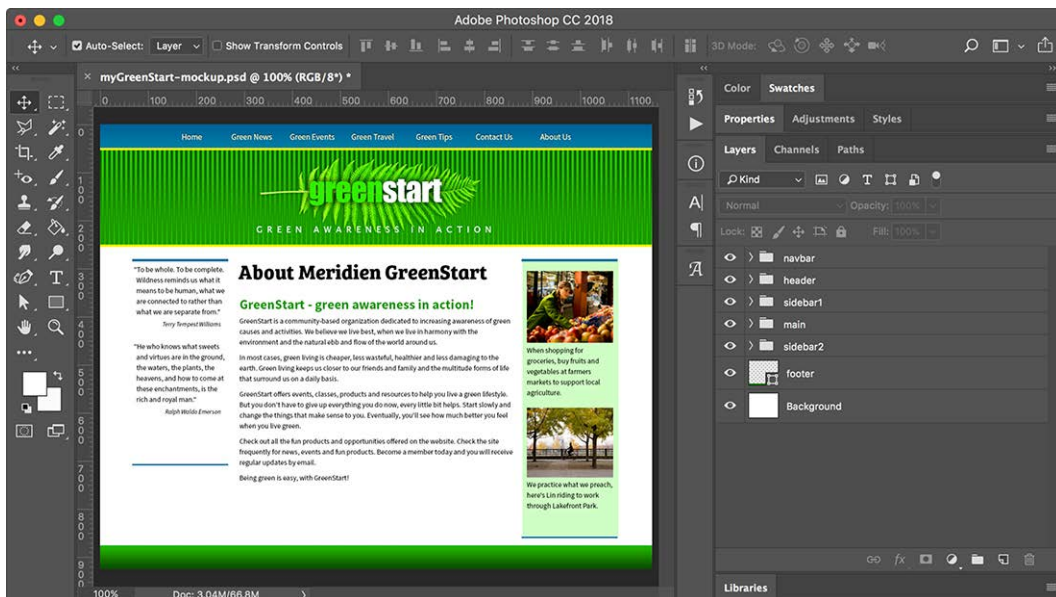 Adobe Photoshop CC 2018
Auto-Select: Layer Show Transform Controls 3D Mode:
× myGreenStart-mockup.psd @ 100% (RGB/8*) *
0 100 200 300 400 500 600 700 800 900 1000 1100
Home Green News Green Events Green Travel Green Tips Contact Us About Us
greenstart
GREEN AWARENESS IN ACTION
"To be whole. To be complete.
Wildness reminds us what it
means to be human, what we
are connected to rather than
what we are separate from."
Terry Tempest Williams
"He who knows what sweets
and virtues are in the ground,
the waters, the plants, the
heavens, and how to come at
these enchantments, is the
rich and royal man."
Ralph Waldo Emerson
About Meridien GreenStart
GreenStart - green awareness in action!
GreenStart is a community-based organization dedicated to increasing awareness of green
causes and activities. We believe we live best, when we live in harmony with the
environment and the natural ebb and flow of the world around us.
In most cases, green living is cheaper, less wasteful, healthier and less damaging to the
earth. Green living keeps us closer to our friends and family and the multitude forms of life
that surround us on a daily basis.
GreenStart offers events, classes, products and resources to help you live a green lifestyle.
But you don't have to give up everything you do now, every little bit helps. Start slowly and
change the things that make sense to you. Eventually, you'll see how much better you feel
when you live green.
Check out all the fun products and opportunities offered on the website. Check the site
frequently for news, events and fun products. Become a member today and you will receive
regular updates by email.
Being green is easy, with GreenStart!
When shopping for
groceries, buy fruits and
vegetables at farmers
markets to support local
agriculture.
We practice what we preach,
here's Lin riding to work
through Lakefront Park.
100% Doc: 3.04M/66.8M
Color Swatches
Properties Adjustments Styles
Layers Channels Paths
Kind
Normal Opacity: 100%
Lock: Fill: 100%
navbar
header
sidebar1
main
sidebar2
footer
Background
fx
Libraries